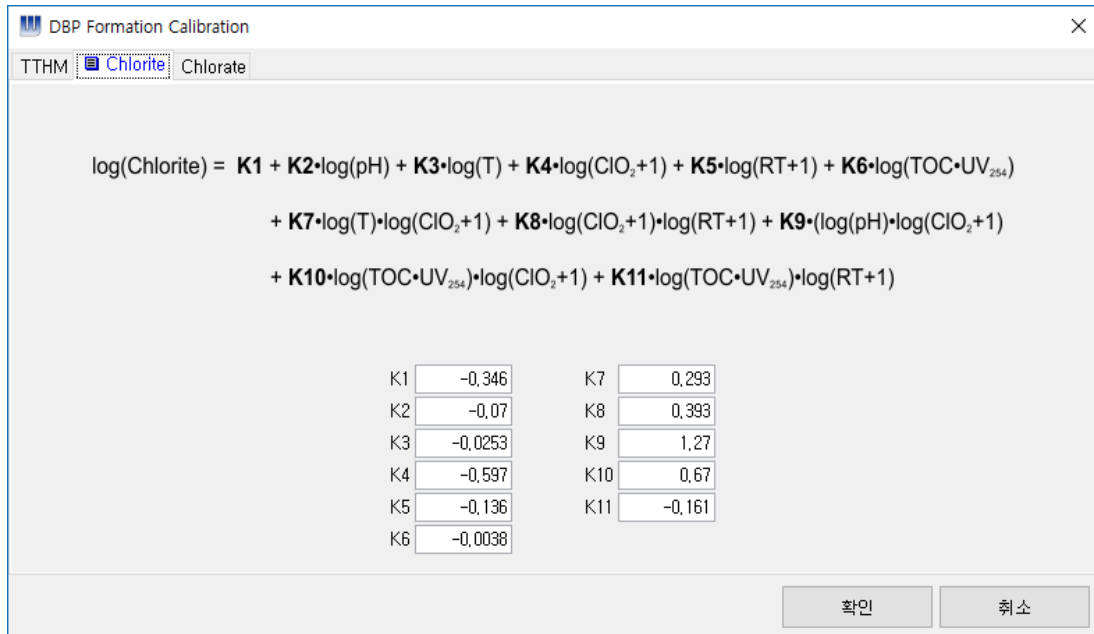 DBP Formation Calibration
TTHM Chlorite Chlorate
log(Chlorite) = K1 + K2•log(pH) + K3•log(T) + K4•log(ClO₂+1) + K5•log(RT+1) + K6•log(TOC•UV₂₅₄)
+ K7•log(T)•log(ClO₂+1) + K8•log(ClO₂+1)•log(RT+1) + K9•(log(pH)•log(ClO₂+1)
+ K10•log(TOC•UV₂₅₄)•log(ClO₂+1) + K11•log(TOC•UV₂₅₄)•log(RT+1)
K1 -0,346 K7 0,293
K2 -0,07 K8 0,393
K3 -0,0253 K9 1,27
K4 -0,597 K10 0,67
K5 -0,136 K11 -0,161
K6 -0,0038
확인 취소